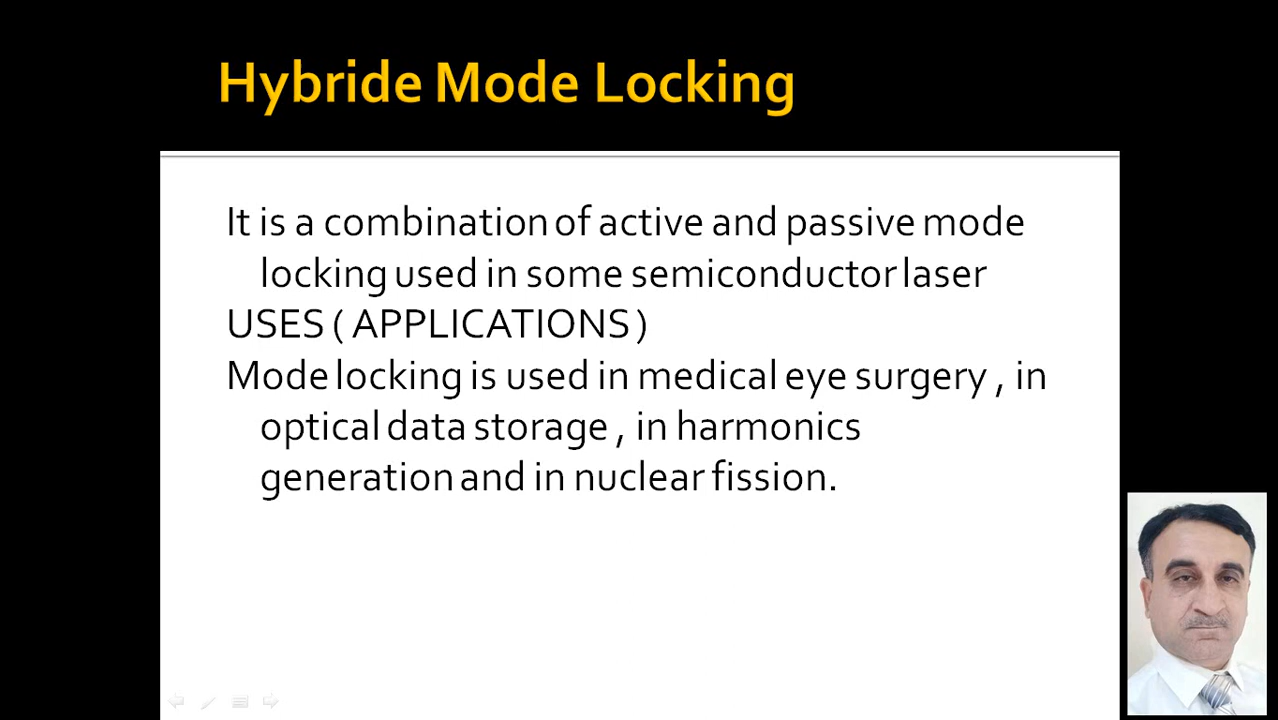 Hybride Mode Locking
It is a combination of active and passive mode
locking used in some semiconductor laser
USES ( APPLICATIONS )
Mode locking is used in medical eye surgery , in
optical data storage , in harmonics
generation and in nuclear fission.